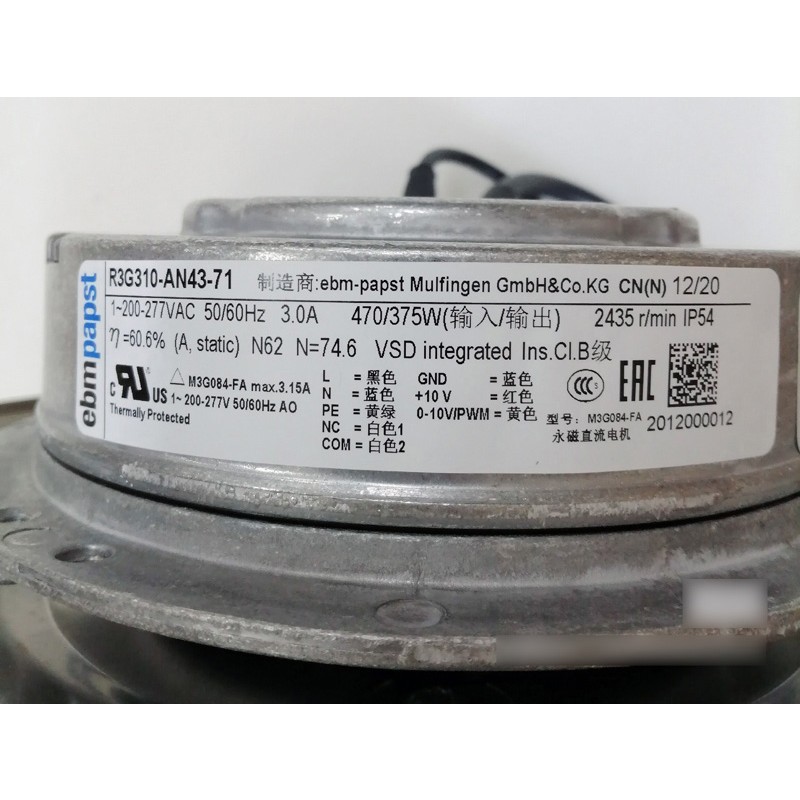 ebmpapst
R3G310-AN43-71 制造商:ebm-papst Mulfingen GmbH&Co.KG CN(N) 12/20
1~200-277VAC 50/60Hz 3.0A 470/375W(输入/输出) 2435 r/min IP54
η=60.6% (A, static) N62 N=74.6 VSD integrated Ins.Cl.B级
c RU US △ M3G084-FA max.3.15A
1~ 200-277V 50/60Hz AO
Thermally Protected
L = 黑色 GND = 蓝色
N = 蓝色 +10 V = 红色
PE = 黄绿 0-10V/PWM = 黄色
NC = 白色1
COM = 白色2
CCC EAC
型号: M3G084-FA 2012000012
永磁直流电机